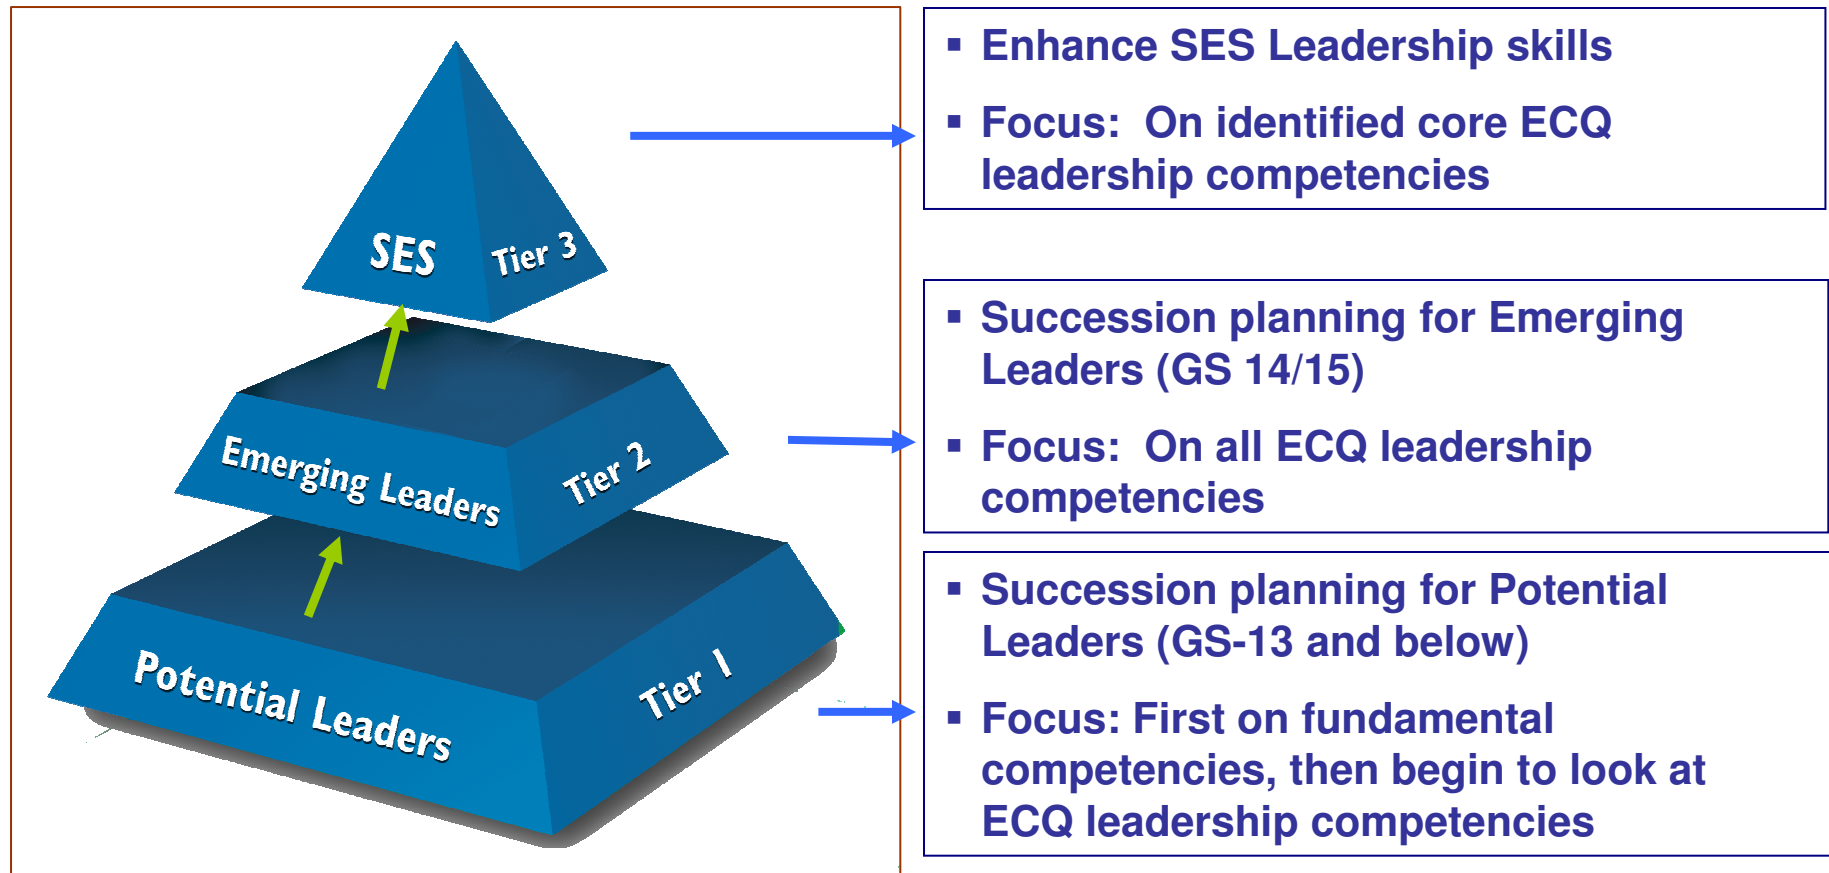 SES
Tier 3
Emerging Leaders
Tier 2
Potential Leaders
Tier 1
▪ Enhance SES Leadership skills
▪ Focus:  On identified core ECQ
leadership competencies
▪ Succession planning for Emerging
Leaders (GS 14/15)
▪ Focus:  On all ECQ leadership
competencies
▪ Succession planning for Potential
Leaders (GS-13 and below)
▪ Focus: First on fundamental
competencies, then begin to look at
ECQ leadership competencies